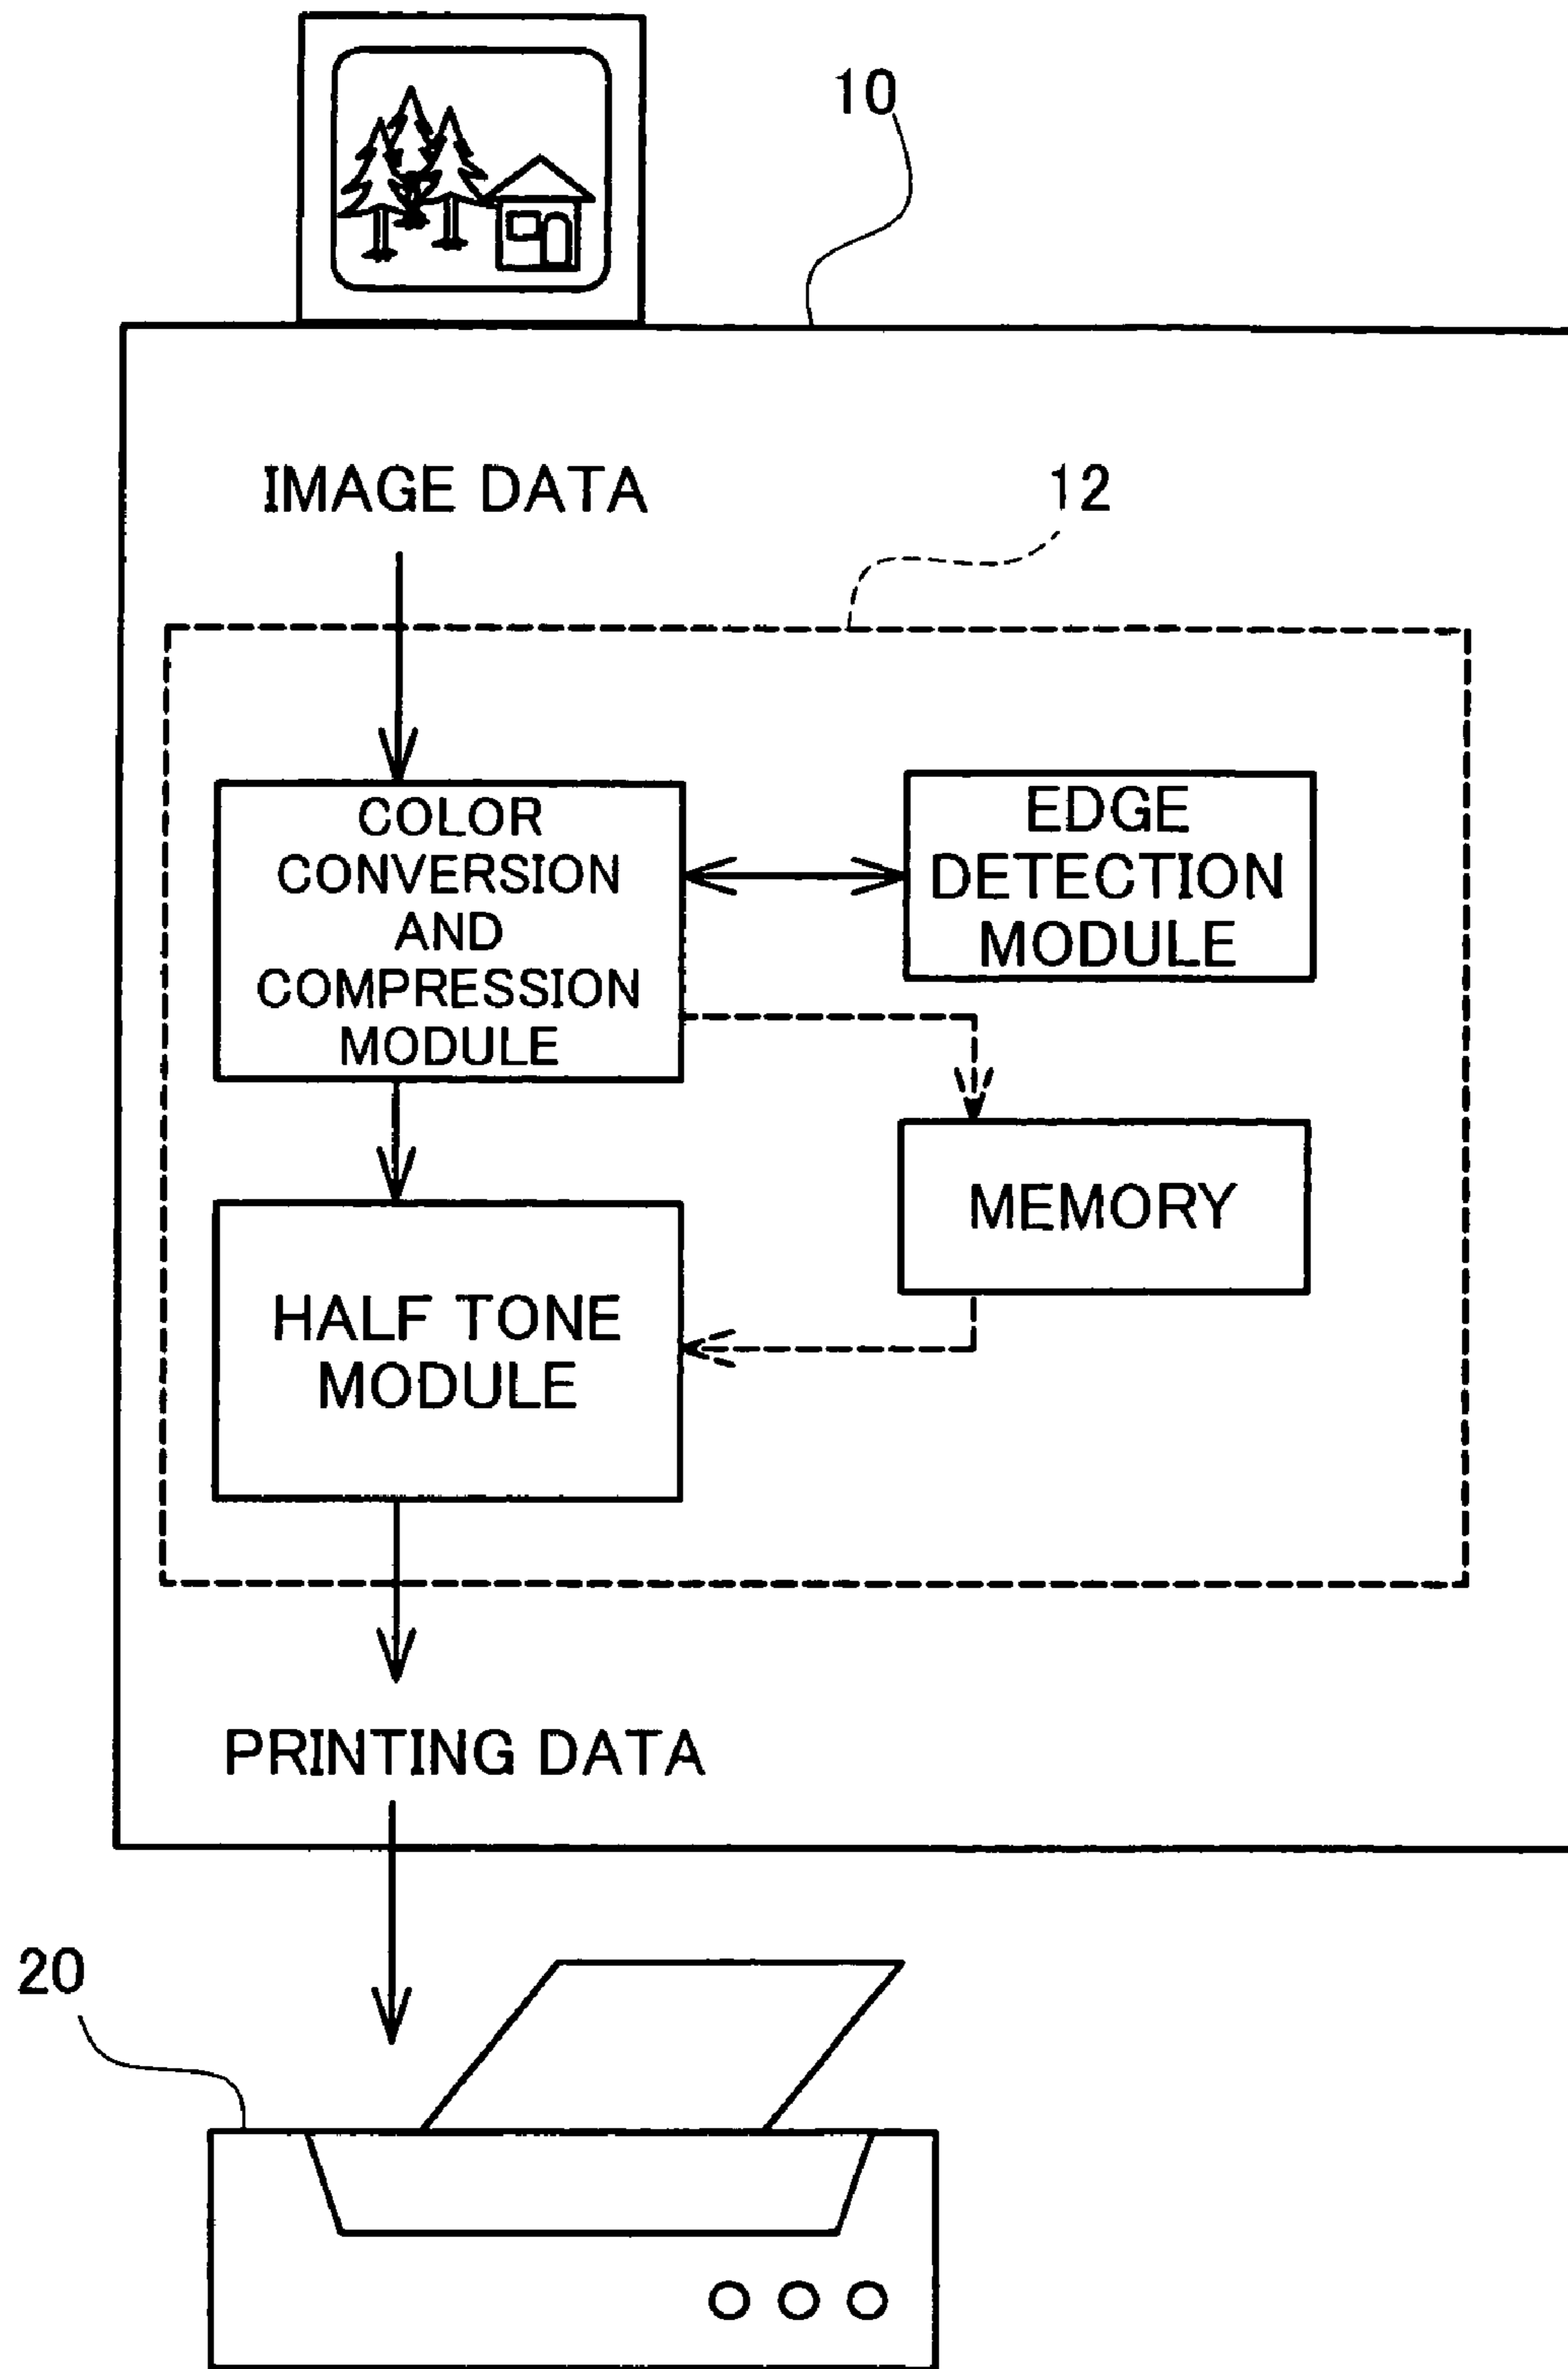 10
IMAGE DATA
12
COLOR
CONVERSION
AND
COMPRESSION
MODULE
EDGE
DETECTION
MODULE
MEMORY
HALF TONE
MODULE
PRINTING DATA
20